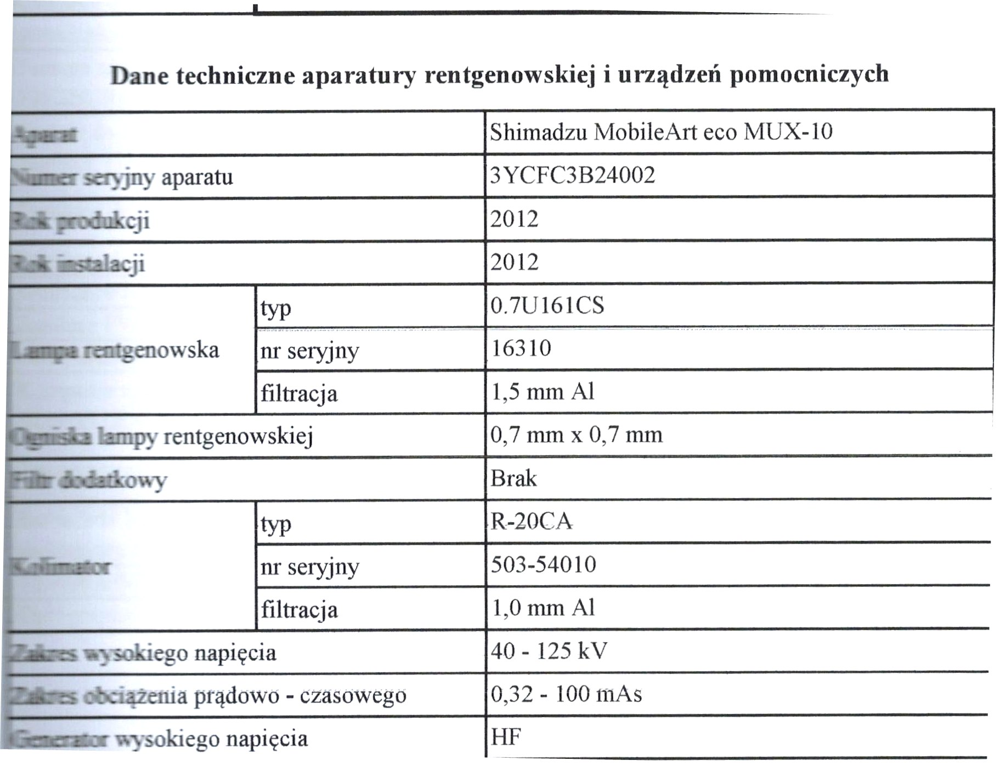 Dane techniczne aparatury rentgenowskiej i urządzeń pomocniczych
Aparat Shimadzu MobileArt eco MUX-10
Numer seryjny aparatu 3YCFC3B24002
Rok produkcji 2012
Rok instalacji 2012
typ 0.7U161CS
Lampa rentgenowska nr seryjny 16310
filtracja 1,5 mm Al
Ogniska lampy rentgenowskiej 0,7 mm x 0,7 mm
Filtr dodatkowy Brak
typ R-20CA
Kolimator nr seryjny 503-54010
filtracja 1,0 mm Al
Zakres wysokiego napięcia 40 - 125 kV
Zakres obciążenia prądowo - czasowego 0,32 - 100 mAs
Generator wysokiego napięcia HF